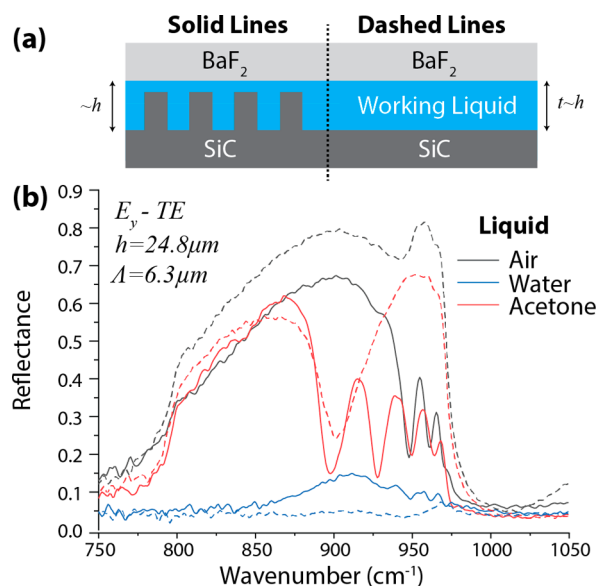 (a)
Solid Lines
Dashed Lines
BaF2
BaF2
~h
Working Liquid
t~h
SiC
SiC
(b)
Ey - TE
h=24.8μm
Λ=6.3μm
Liquid
Air
Water
Acetone
Reflectance
0.9
0.8
0.7
0.6
0.5
0.4
0.3
0.2
0.1
0.0
750
800
850
900
950
1000
1050
Wavenumber (cm-1)